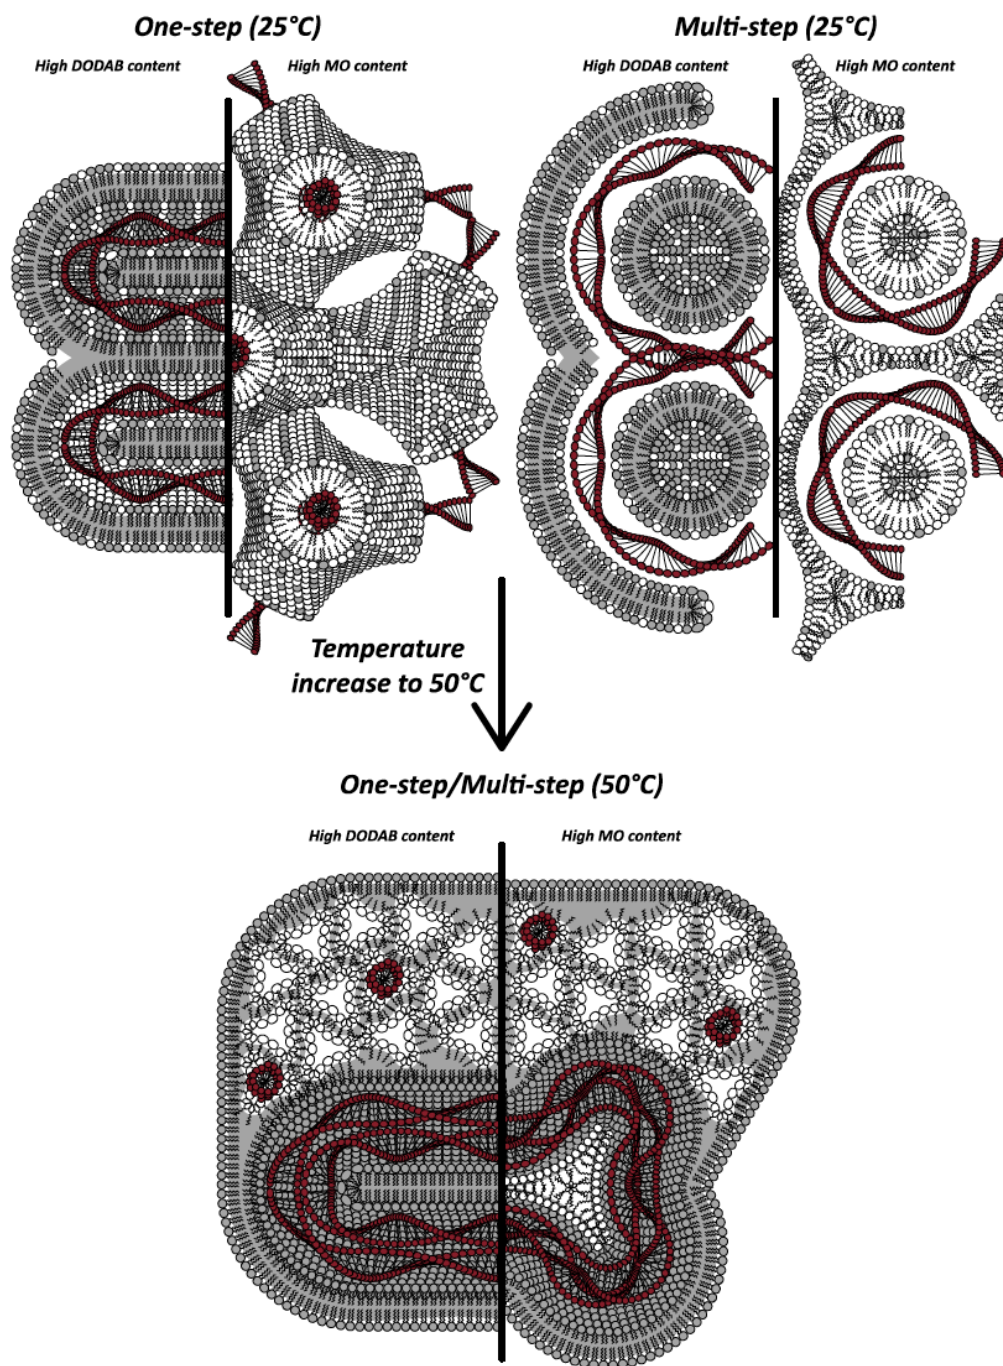 One-step (25°C)
High DODAB content
High MO content
Multi-step (25°C)
High DODAB content
High MO content
Temperature
increase to 50°C
One-step/Multi-step (50°C)
High DODAB content
High MO content